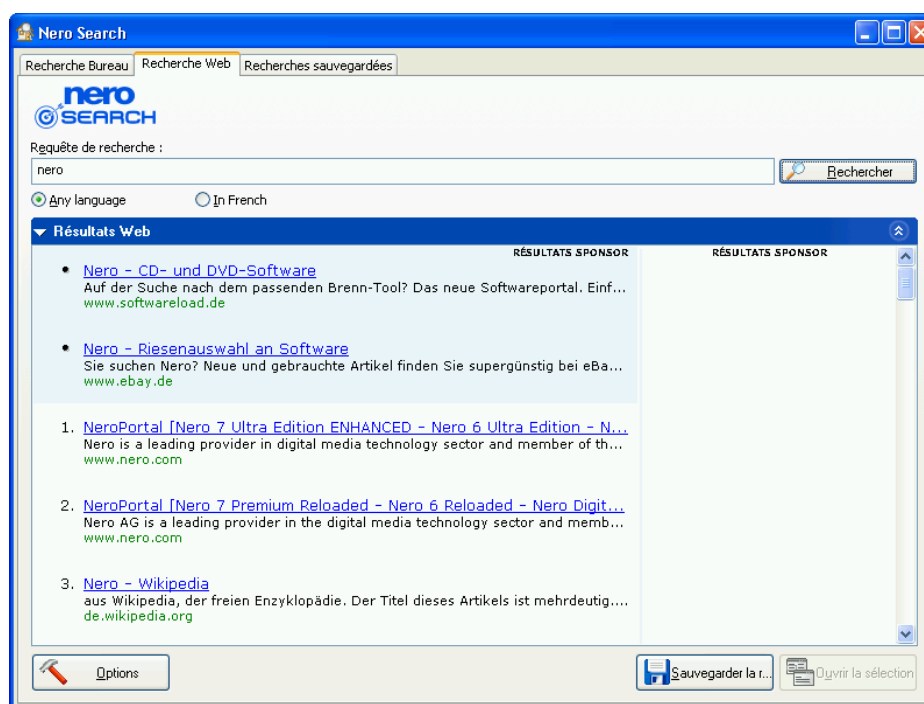 Nero Search
Recherche Bureau Recherche Web Recherches sauvegardées
nero
SEARCH
Requête de recherche :
nero
Rechercher
Any language In French
Résultats Web
RÉSULTATS SPONSOR RÉSULTATS SPONSOR
• Nero - CD- und DVD-Software
Auf der Suche nach dem passenden Brenn-Tool? Das neue Softwareportal. Einf...
www.softwareload.de
• Nero - Riesenauswahl an Software
Sie suchen Nero? Neue und gebrauchte Artikel finden Sie supergünstig bei eBa...
www.ebay.de
1. NeroPortal [Nero 7 Ultra Edition ENHANCED - Nero 6 Ultra Edition - N...
Nero is a leading provider in digital media technology sector and member of th...
www.nero.com
2. NeroPortal [Nero 7 Premium Reloaded - Nero 6 Reloaded - Nero Digit...
Nero AG is a leading provider in the digital media technology sector and memb...
www.nero.com
3. Nero - Wikipedia
aus Wikipedia, der freien Enzyklopädie. Der Titel dieses Artikels ist mehrdeutig....
de.wikipedia.org
Options Sauvegarder la r... Ouvrir la sélection